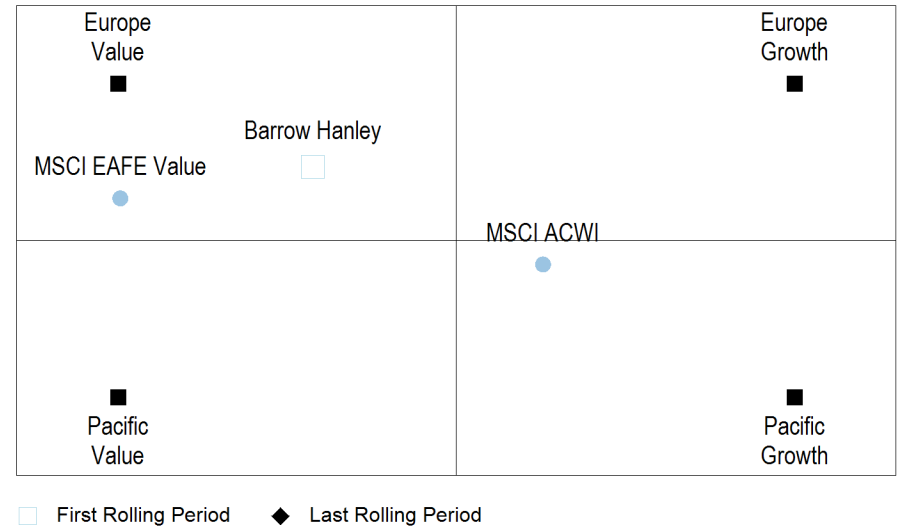 Europe
Value
Europe
Growth
Barrow Hanley
MSCI EAFE Value
MSCI ACWI
Pacific
Value
Pacific
Growth
First Rolling Period
Last Rolling Period